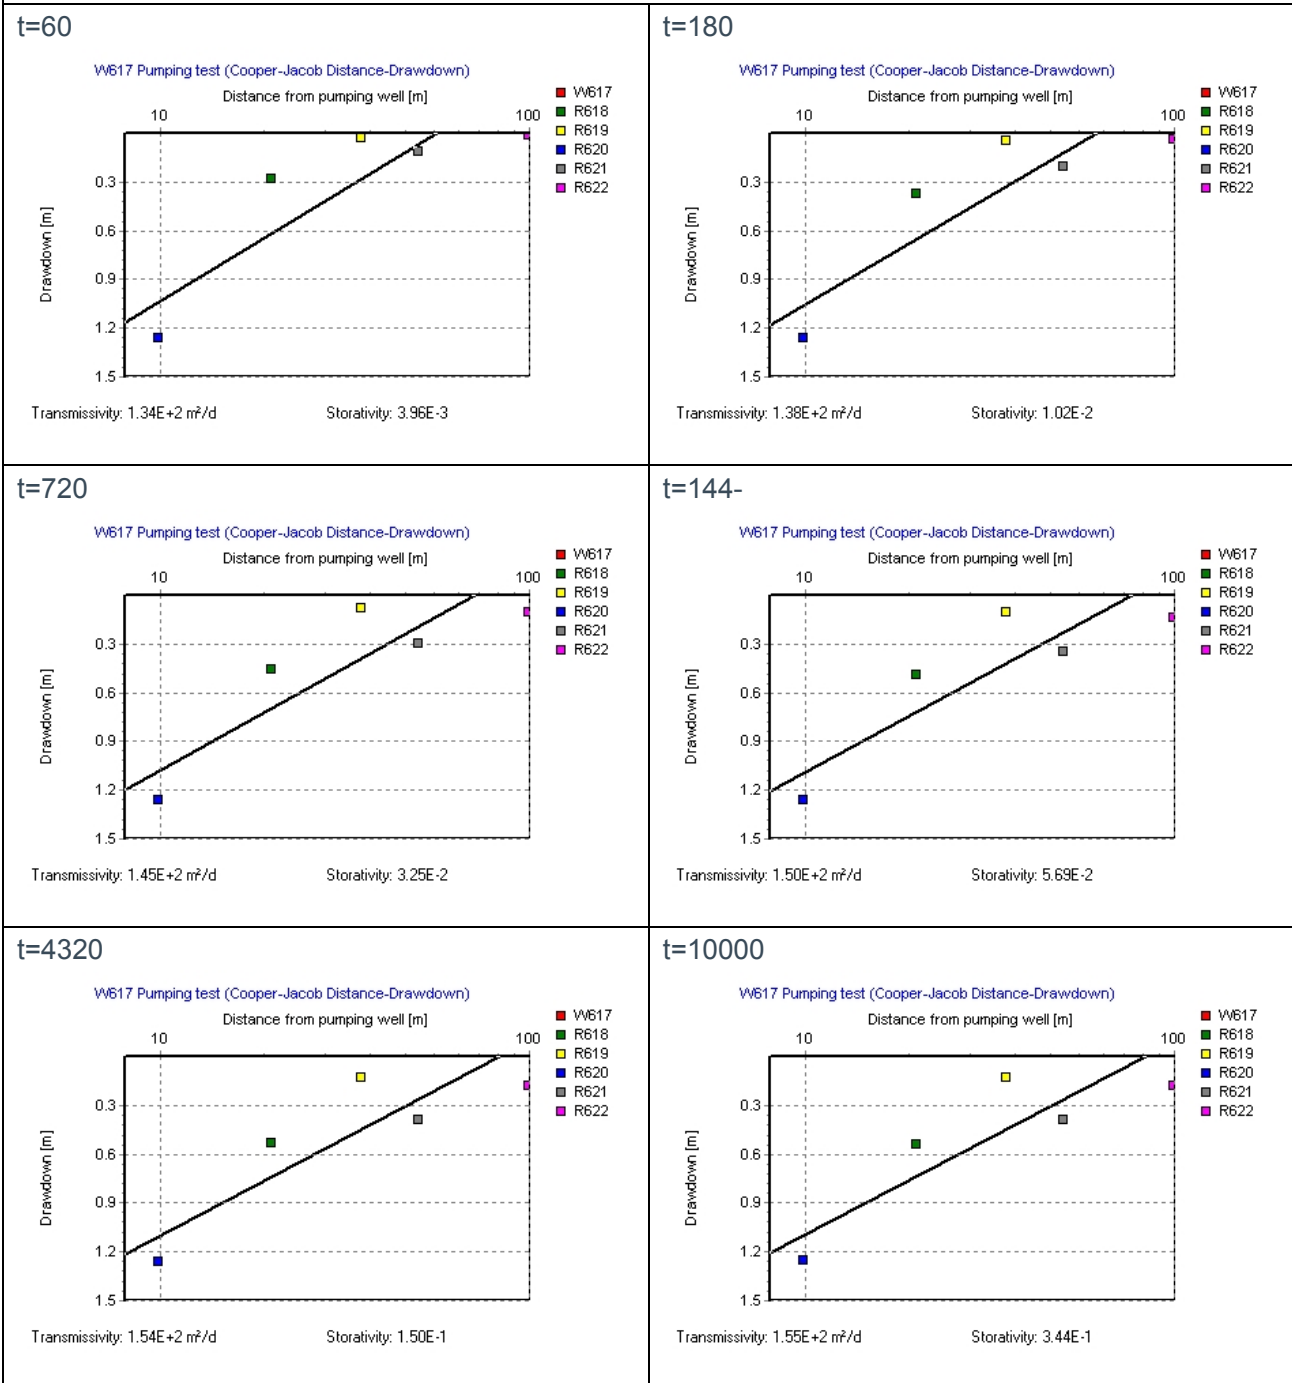 t=60
W617 Pumping test (Cooper-Jacob Distance-Drawdown)
Distance from pumping well [m]
10 100
W617
R618
R619
R620
R621
R622
0.3
0.6
0.9
1.2
1.5
Drawdown [m]
Transmissivity: 1.34E+2 m²/d Storativity: 3.96E-3
t=180
W617 Pumping test (Cooper-Jacob Distance-Drawdown)
Distance from pumping well [m]
10 100
W617
R618
R619
R620
R621
R622
0.3
0.6
0.9
1.2
1.5
Drawdown [m]
Transmissivity: 1.38E+2 m²/d Storativity: 1.02E-2
t=720
W617 Pumping test (Cooper-Jacob Distance-Drawdown)
Distance from pumping well [m]
10 100
W617
R618
R619
R620
R621
R622
0.3
0.6
0.9
1.2
1.5
Drawdown [m]
Transmissivity: 1.45E+2 m²/d Storativity: 3.25E-2
t=144-
W617 Pumping test (Cooper-Jacob Distance-Drawdown)
Distance from pumping well [m]
10 100
W617
R618
R619
R620
R621
R622
0.3
0.6
0.9
1.2
1.5
Drawdown [m]
Transmissivity: 1.50E+2 m²/d Storativity: 5.69E-2
t=4320
W617 Pumping test (Cooper-Jacob Distance-Drawdown)
Distance from pumping well [m]
10 100
W617
R618
R619
R620
R621
R622
0.3
0.6
0.9
1.2
1.5
Drawdown [m]
Transmissivity: 1.54E+2 m²/d Storativity: 1.50E-1
t=10000
W617 Pumping test (Cooper-Jacob Distance-Drawdown)
Distance from pumping well [m]
10 100
W617
R618
R619
R620
R621
R622
0.3
0.6
0.9
1.2
1.5
Drawdown [m]
Transmissivity: 1.55E+2 m²/d Storativity: 3.44E-1